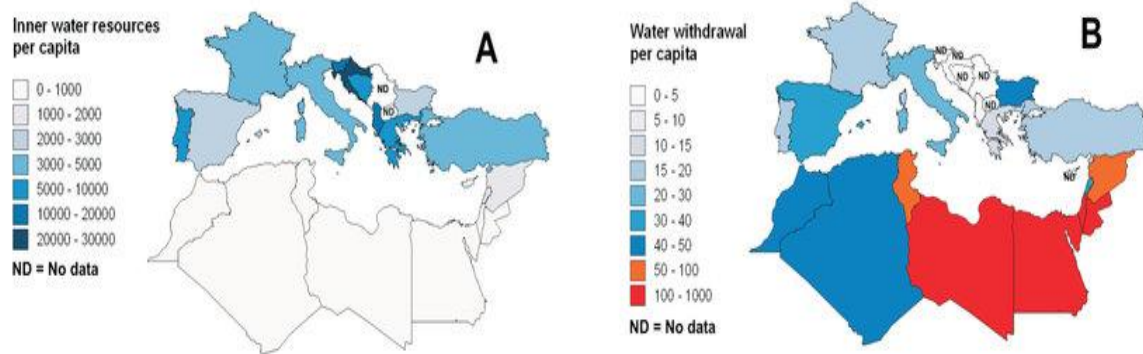 Inner water resources
per capita
A
0 - 1000
1000 - 2000
2000 - 3000
3000 - 5000
5000 - 10000
10000 - 20000
20000 - 30000
ND = No data
ND
ND
Water withdrawal
per capita
B
0 - 5
5 - 10
10 - 15
15 - 20
20 - 30
30 - 40
40 - 50
50 - 100
100 - 1000
ND = No data
ND
ND
ND
ND
ND
ND